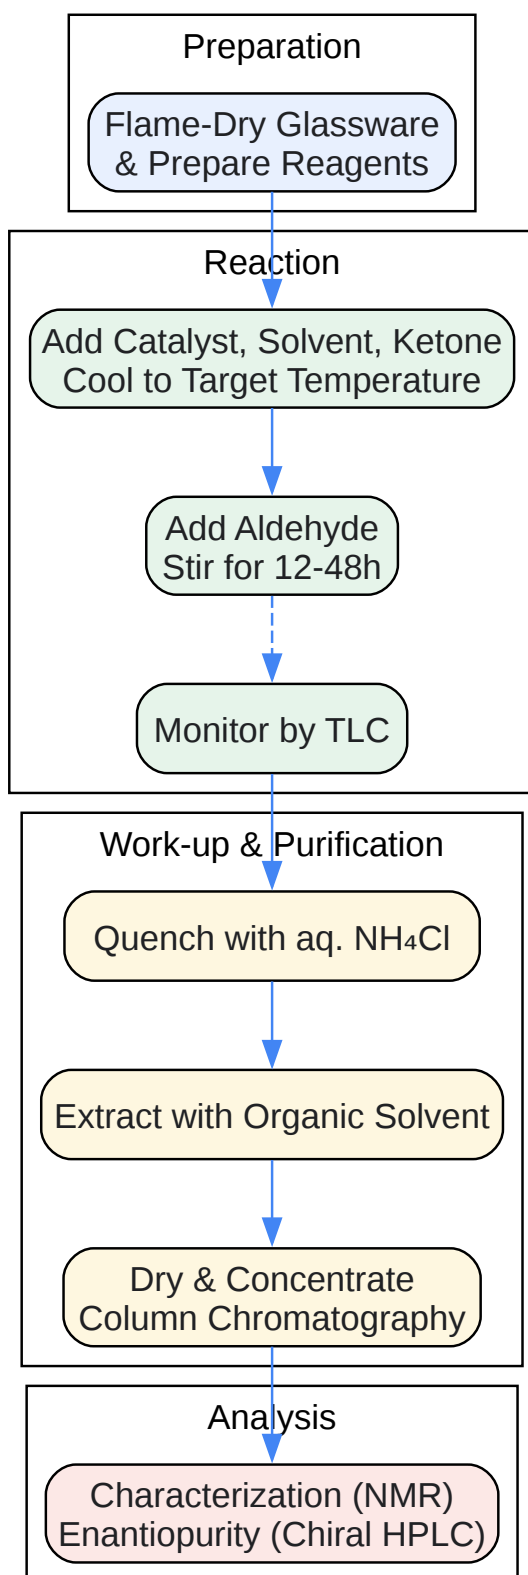 Preparation
Flame-Dry Glassware
& Prepare Reagents
Reaction
Add Catalyst, Solvent, Ketone
Cool to Target Temperature
Add Aldehyde
Stir for 12-48h
Monitor by TLC
Work-up & Purification
Quench with aq. NH₄Cl
Extract with Organic Solvent
Dry & Concentrate
Column Chromatography
Analysis
Characterization (NMR)
Enantiopurity (Chiral HPLC)